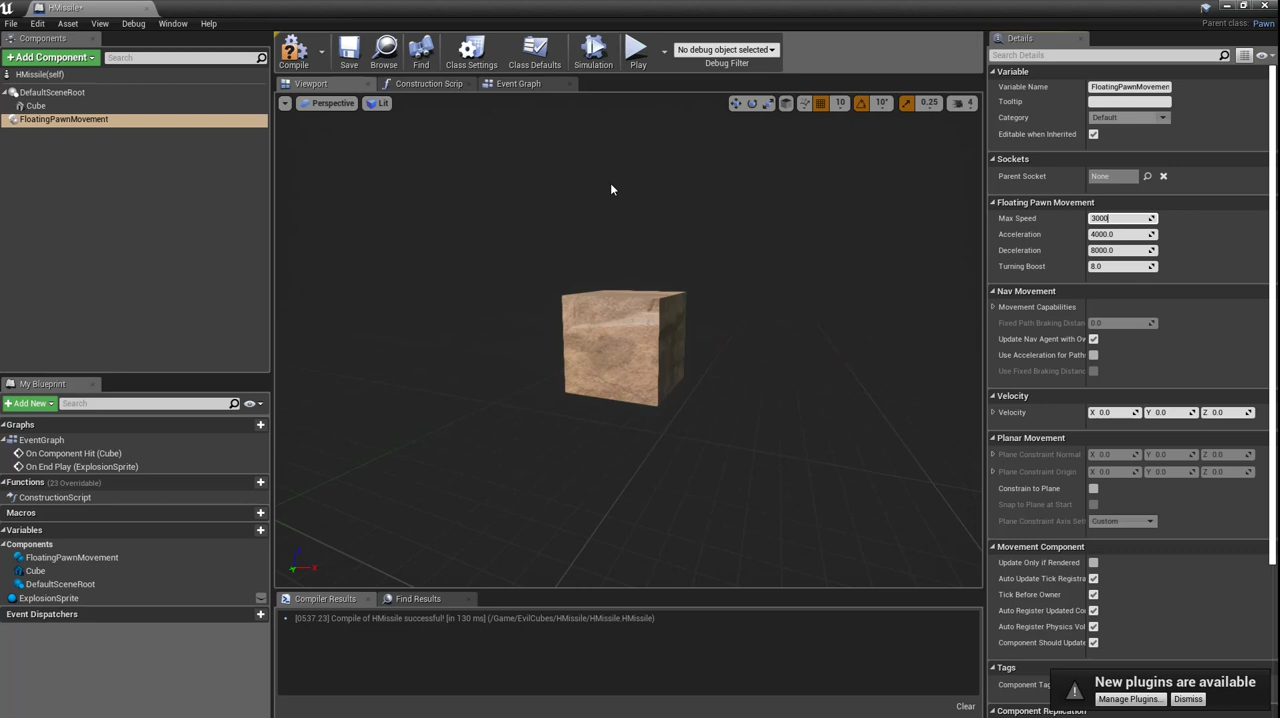 HMissile*
File Edit Asset View Debug Window Help
Parent class: Pawn
Components
+Add Component Search
HMissile(self)
DefaultSceneRoot
Cube
FloatingPawnMovement
Compile Save Browse Find Class Settings Class Defaults Simulation Play
No debug object selected
Debug Filter
Viewport Construction Scrip Event Graph
Perspective Lit 10 10° 0.25 4
X
My Blueprint
+Add New Search
Graphs
EventGraph
On Component Hit (Cube)
On End Play (ExplosionSprite)
Functions (23 Overridable)
ConstructionScript
Macros
Variables
Components
FloatingPawnMovement
Cube
DefaultSceneRoot
ExplosionSprite
Event Dispatchers
Compiler Results Find Results
[0537.23] Compile of HMissile successful! [in 130 ms] (/Game/EvilCubes/HMissile/HMissile.HMissile)
Clear
Details
Search Details
Variable
Variable Name FloatingPawnMovemen
Tooltip
Category Default
Editable when Inherited
Sockets
Parent Socket None
Floating Pawn Movement
Max Speed 3000
Acceleration 4000.0
Deceleration 8000.0
Turning Boost 8.0
Nav Movement
Movement Capabilities
Fixed Path Braking Distan 0.0
Update Nav Agent with Ow
Use Acceleration for Path
Use Fixed Braking Distanc
Velocity
Velocity X 0.0 Y 0.0 Z 0.0
Planar Movement
Plane Constraint Normal X 0.0 Y 0.0 Z 0.0
Plane Constraint Origin X 0.0 Y 0.0 Z 0.0
Constrain to Plane
Snap to Plane at Start
Plane Constraint Axis Set Custom
Movement Component
Update Only if Rendered
Auto Update Tick Registra
Tick Before Owner
Auto Register Updated Co
Auto Register Physics Vol
Component Should Update
Tags
Component Tag
Component Replication
New plugins are available
Manage Plugins... Dismiss